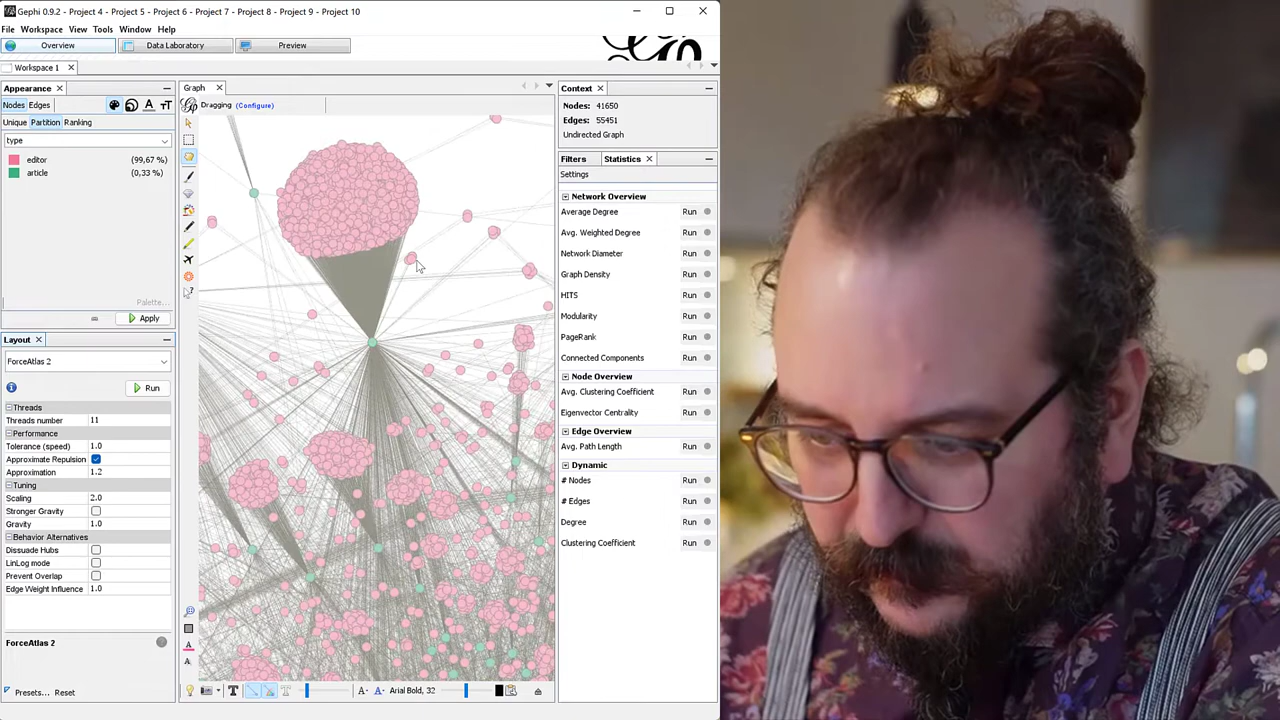 Gephi 0.9.2 - Project 4 - Project 5 - Project 6 - Project 7 - Project 8 - Project 9 - Project 10
File Workspace View Tools Window Help
Overview Data Laboratory Preview
Workspace 1
Appearance
Nodes Edges
Unique Partition Ranking
type
editor (99,67 %)
article (0,33 %)
Palette...
Apply
Layout
ForceAtlas 2
Run
Threads
Threads number 11
Performance
Tolerance (speed) 1.0
Approximate Repulsion
Approximation 1.2
Tuning
Scaling 2.0
Stronger Gravity
Gravity 1.0
Behavior Alternatives
Dissuade Hubs
LinLog mode
Prevent Overlap
Edge Weight Influence 1.0
ForceAtlas 2
Presets... Reset
Graph
Dragging (Configure)
T A- A- Arial Bold, 32
Context
Nodes: 41650
Edges: 55451
Undirected Graph
Filters Statistics
Settings
Network Overview
Average Degree Run
Avg. Weighted Degree Run
Network Diameter Run
Graph Density Run
HITS Run
Modularity Run
PageRank Run
Connected Components Run
Node Overview
Avg. Clustering Coefficient Run
Eigenvector Centrality Run
Edge Overview
Avg. Path Length Run
Dynamic
# Nodes Run
# Edges Run
Degree Run
Clustering Coefficient Run